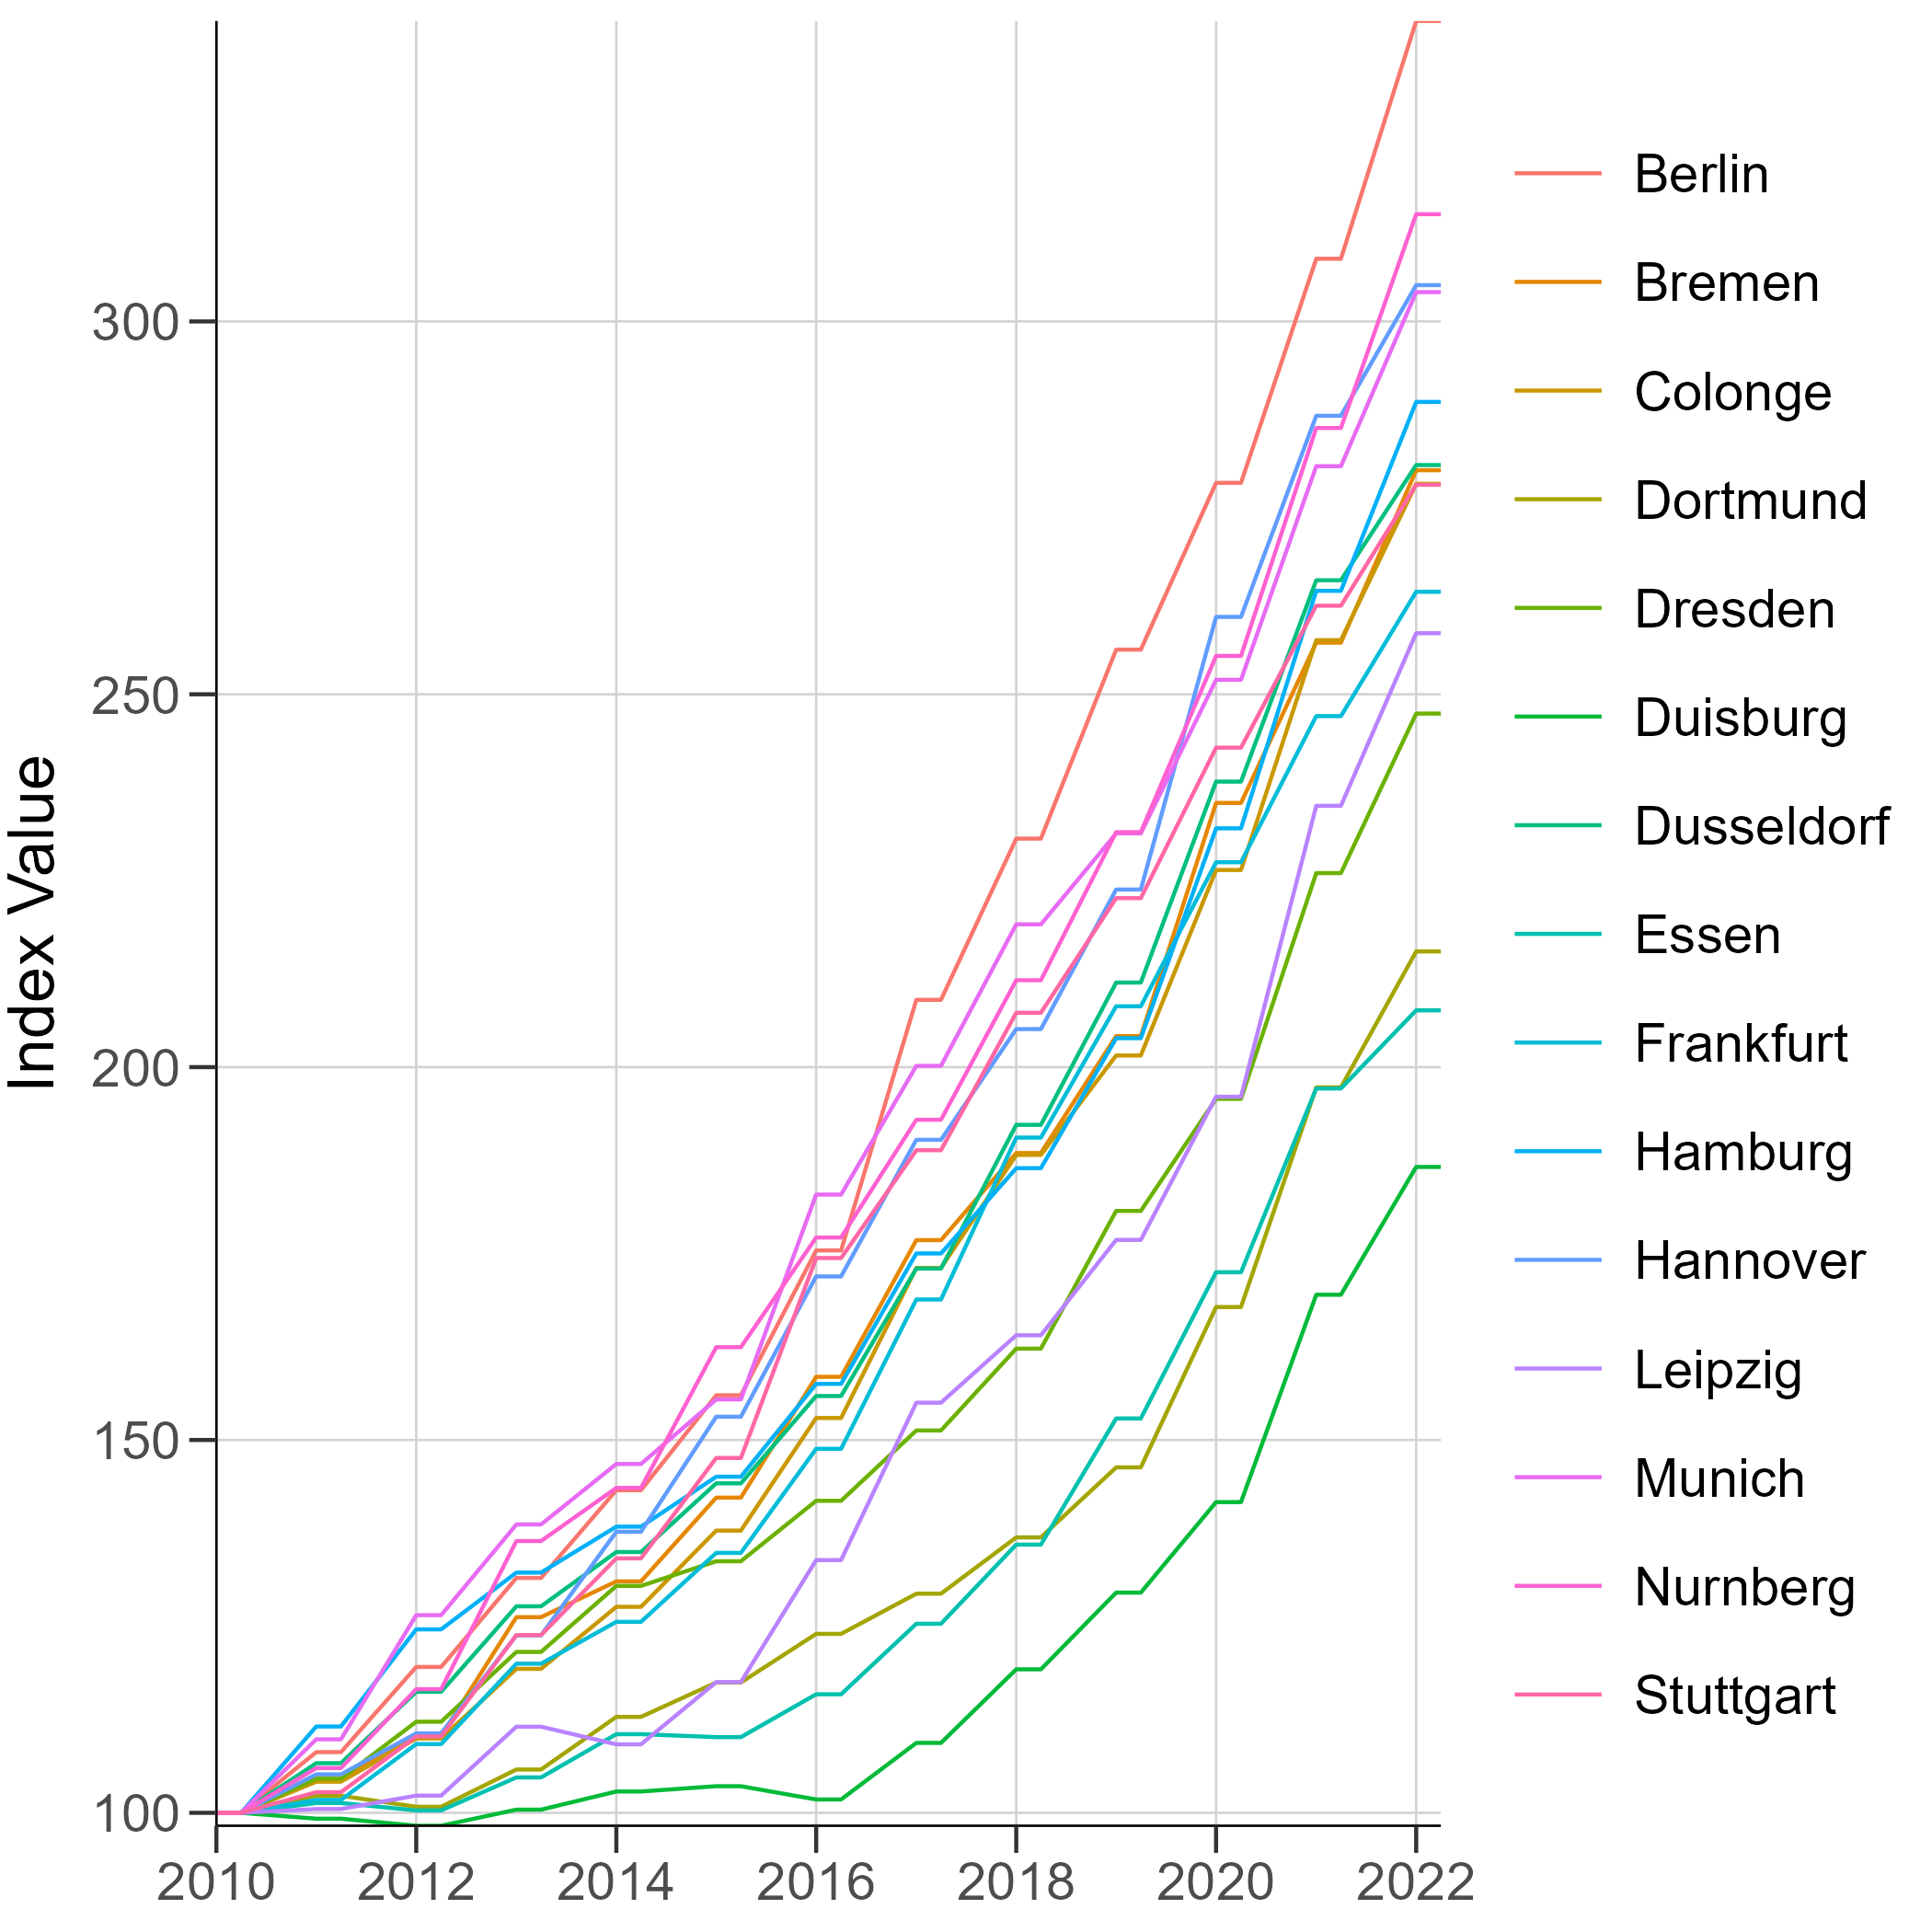 Index Value
300
250
200
150
100
2010 2012 2014 2016 2018 2020 2022
Berlin
Bremen
Colonge
Dortmund
Dresden
Duisburg
Dusseldorf
Essen
Frankfurt
Hamburg
Hannover
Leipzig
Munich
Nurnberg
Stuttgart